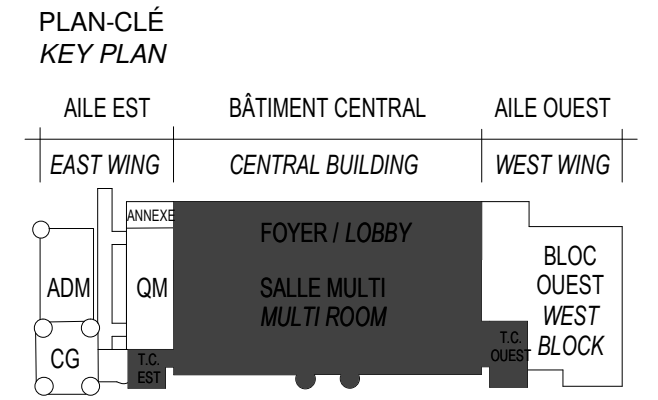 PLAN-CLÉ
KEY PLAN
AILE EST
BÂTIMENT CENTRAL
AILE OUEST
EAST WING
CENTRAL BUILDING
WEST WING
ANNEXE
FOYER / LOBBY
ADM
QM
SALLE MULTI
MULTI ROOM
BLOC
OUEST
WEST
BLOCK
CG
T.C.
EST
T.C.
OUEST